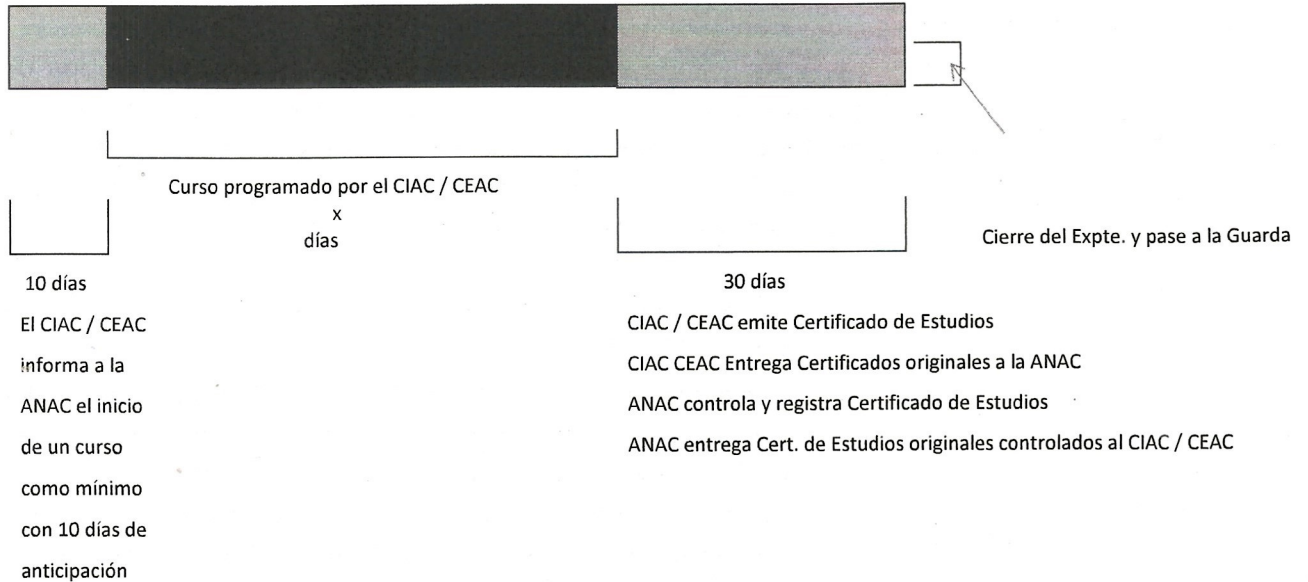 Curso programado por el CIAC / CEAC
x
días
Cierre del Expte. y pase a la Guarda
10 días
El CIAC / CEAC
informa a la
ANAC el inicio
de un curso
como mínimo
con 10 días de
anticipación
30 días
CIAC / CEAC emite Certificado de Estudios
CIAC CEAC Entrega Certificados originales a la ANAC
ANAC controla y registra Certificado de Estudios
ANAC entrega Cert. de Estudios originales controlados al CIAC / CEAC